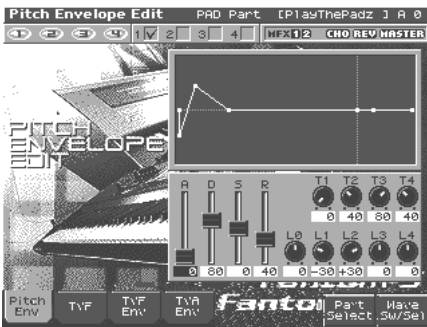 Pitch Envelope Edit PAD Part [PlayThePadz ] A 0
1 2 3 4 1 2 3 4 MFX 1 2 CHO REV MASTER
PITCH
ENVELOPE
EDIT
A D S R
T1 T2 T3 T4
0 40 80 40
L0 L1 L2 L3 L4
0 80 0 40 0 -30 +30 0 0
Pitch Env
TVF
TVF Env
TVA Env
Part Select
Wave Sw/Sel